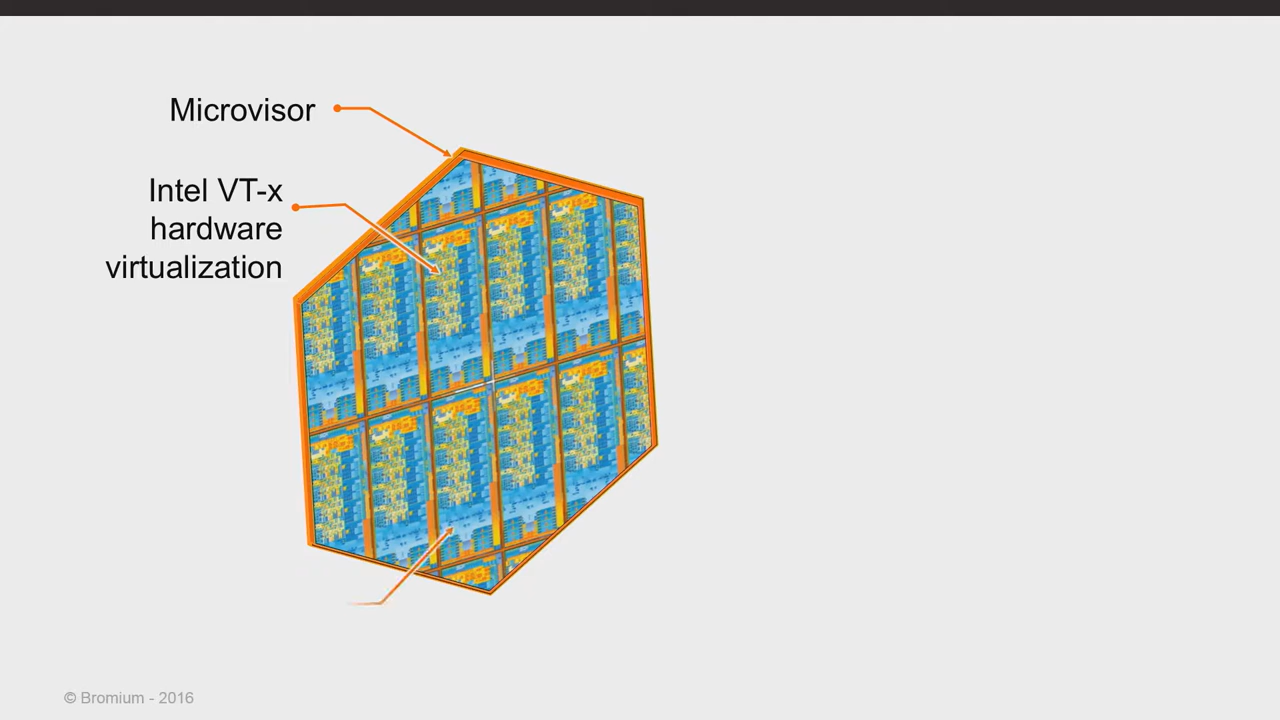 Microvisor
Intel VT-x
hardware
virtualization
© Bromium - 2016